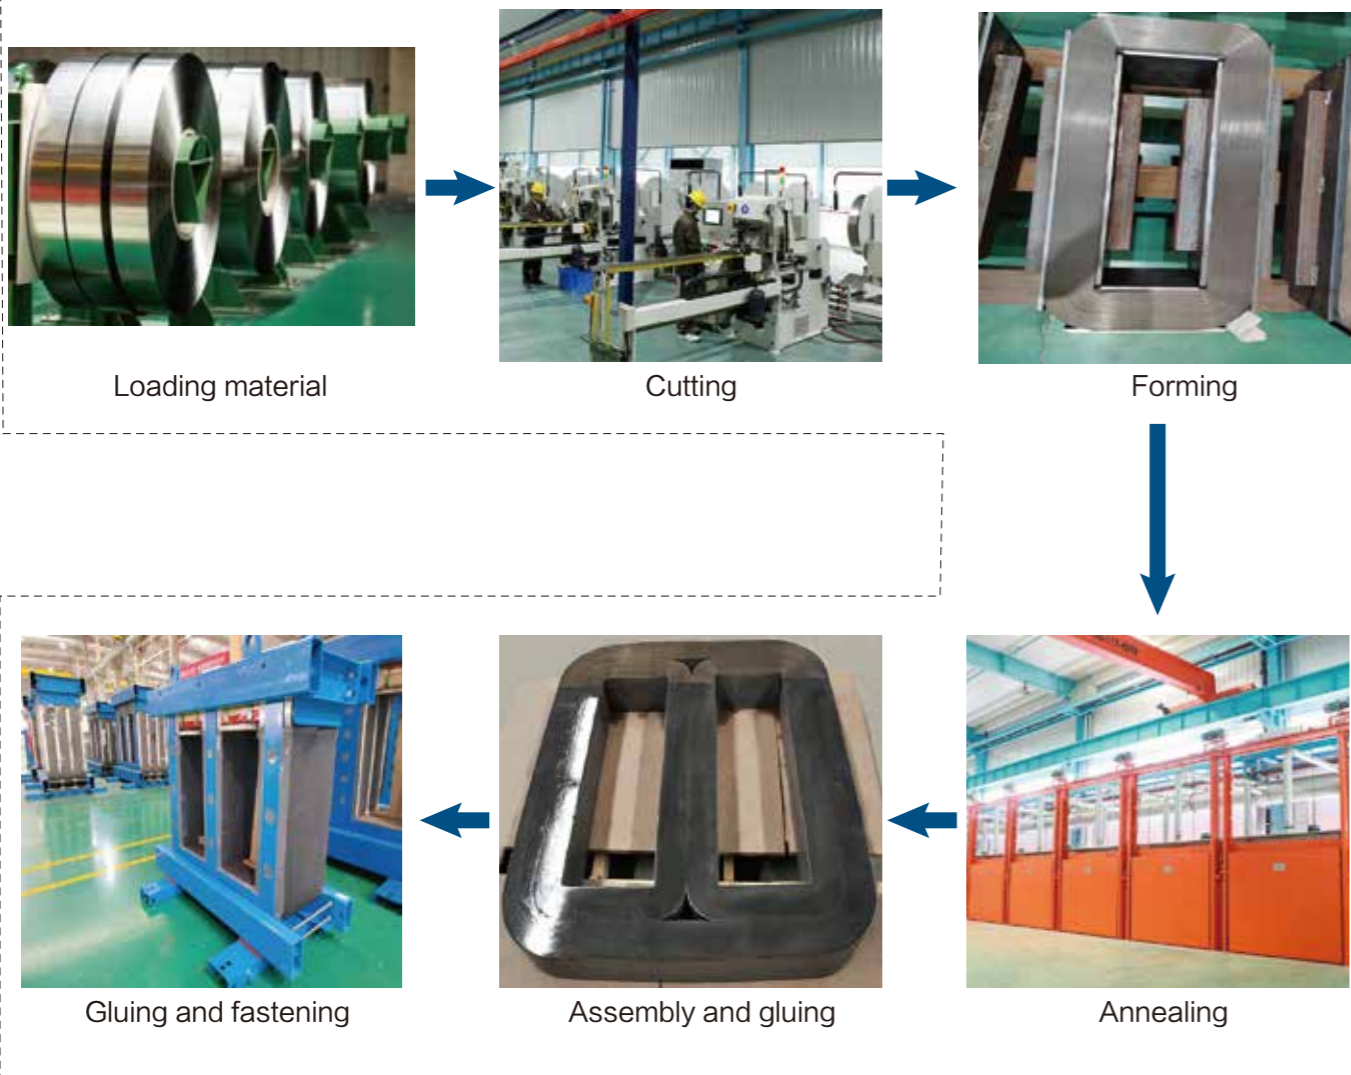 Loading material
Cutting
Forming
Gluing and fastening
Assembly and gluing
Annealing